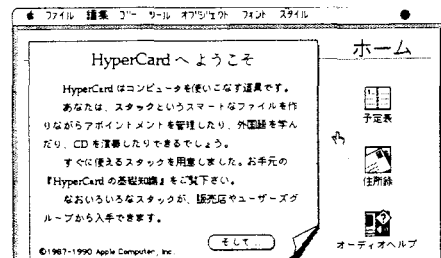 ファイル 編集 ゴー ツール オブジェクト フォント スタイル
HyperCard へ ようこそ
HyperCard はコンピュータを使いこなす道具です。
あなたは、スタックというスマートなファイルを作
りながらアポイントメントを管理したり、外国語を学ん
だり、CD を演奏したりできるでしょう。
すぐに使えるスタックを用意しました。お手元の
『HyperCard の基礎知識』をご覧下さい。
なおいろいろなスタックが、販売店やユーザーズグ
ループから入手できます。
©1987-1990 Apple Computer, Inc.
そして...
ホーム
予定表
住所録
オーディオヘルプ